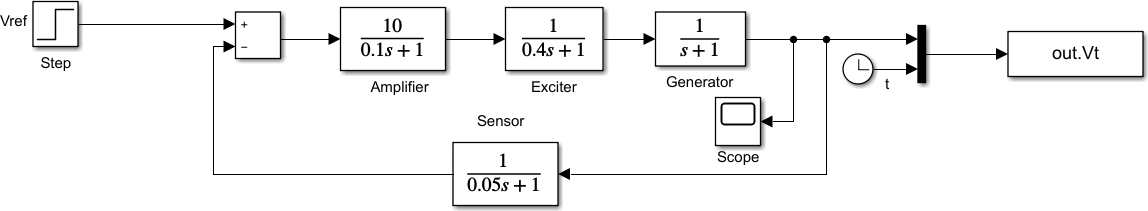 Vref
Step
+
−
10
0.1s + 1
Amplifier
1
0.4s + 1
Exciter
1
s + 1
Generator
t
out.Vt
Scope
Sensor
1
0.05s + 1